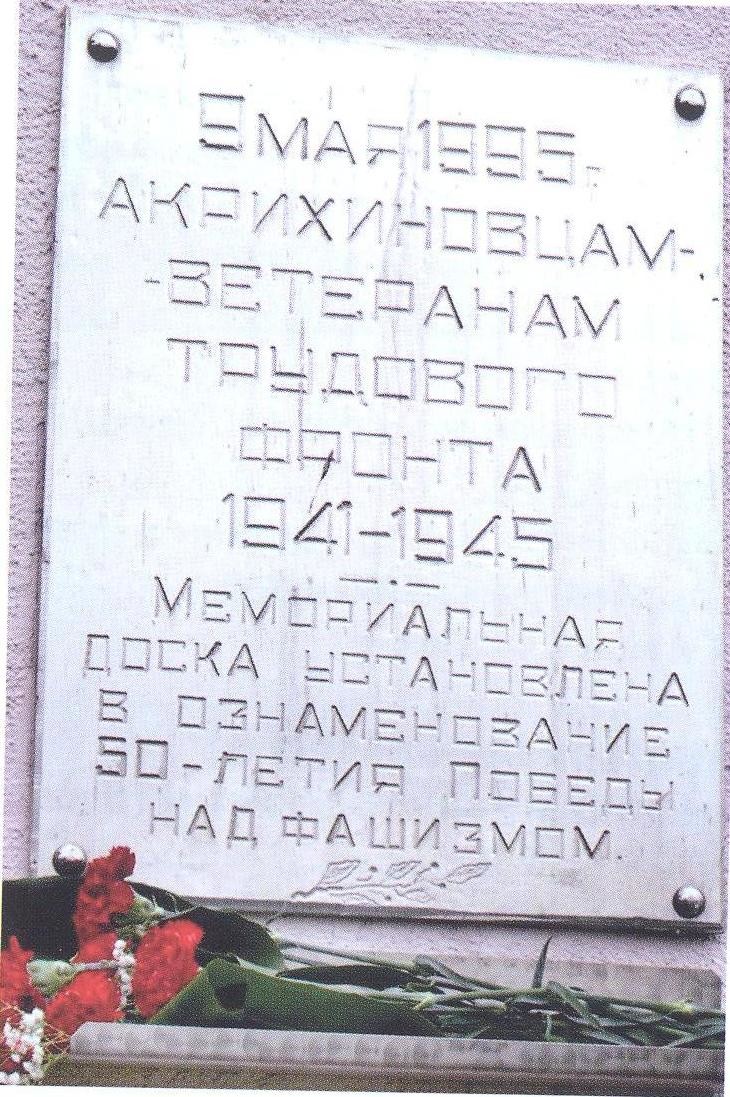 9 МАЯ 1995 г.
АКРИХИНОВЦАМ-
-ВЕТЕРАНАМ
ТРУДОВОГО
ФРОНТА
1941-1945
МЕМОРИАЛЬНАЯ
ДОСКА УСТАНОВЛЕНА
В ОЗНАМЕНОВАНИЕ
50-ЛЕТИЯ ПОБЕДЫ
НАД ФАШИЗМОМ.